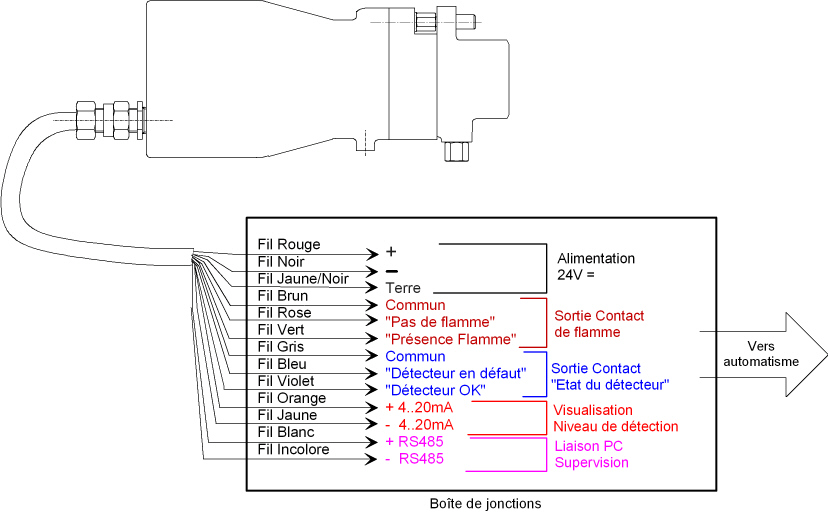 Fil Rouge
Fil Noir
Fil Jaune/Noir
Fil Brun
Fil Rose
Fil Vert
Fil Gris
Fil Bleu
Fil Violet
Fil Orange
Fil Jaune
Fil Blanc
Fil Incolore
+
-
Terre
Commun
"Pas de flamme"
"Présence Flamme"
Commun
"Détecteur en défaut"
"Détecteur OK"
+ 4..20mA
- 4..20mA
+ RS485
- RS485
Alimentation
24V =
Sortie Contact
de flamme
Sortie Contact
"Etat du détecteur"
Visualisation
Niveau de détection
Liaison PC
Supervision
Vers
automatisme
Boîte de jonctions